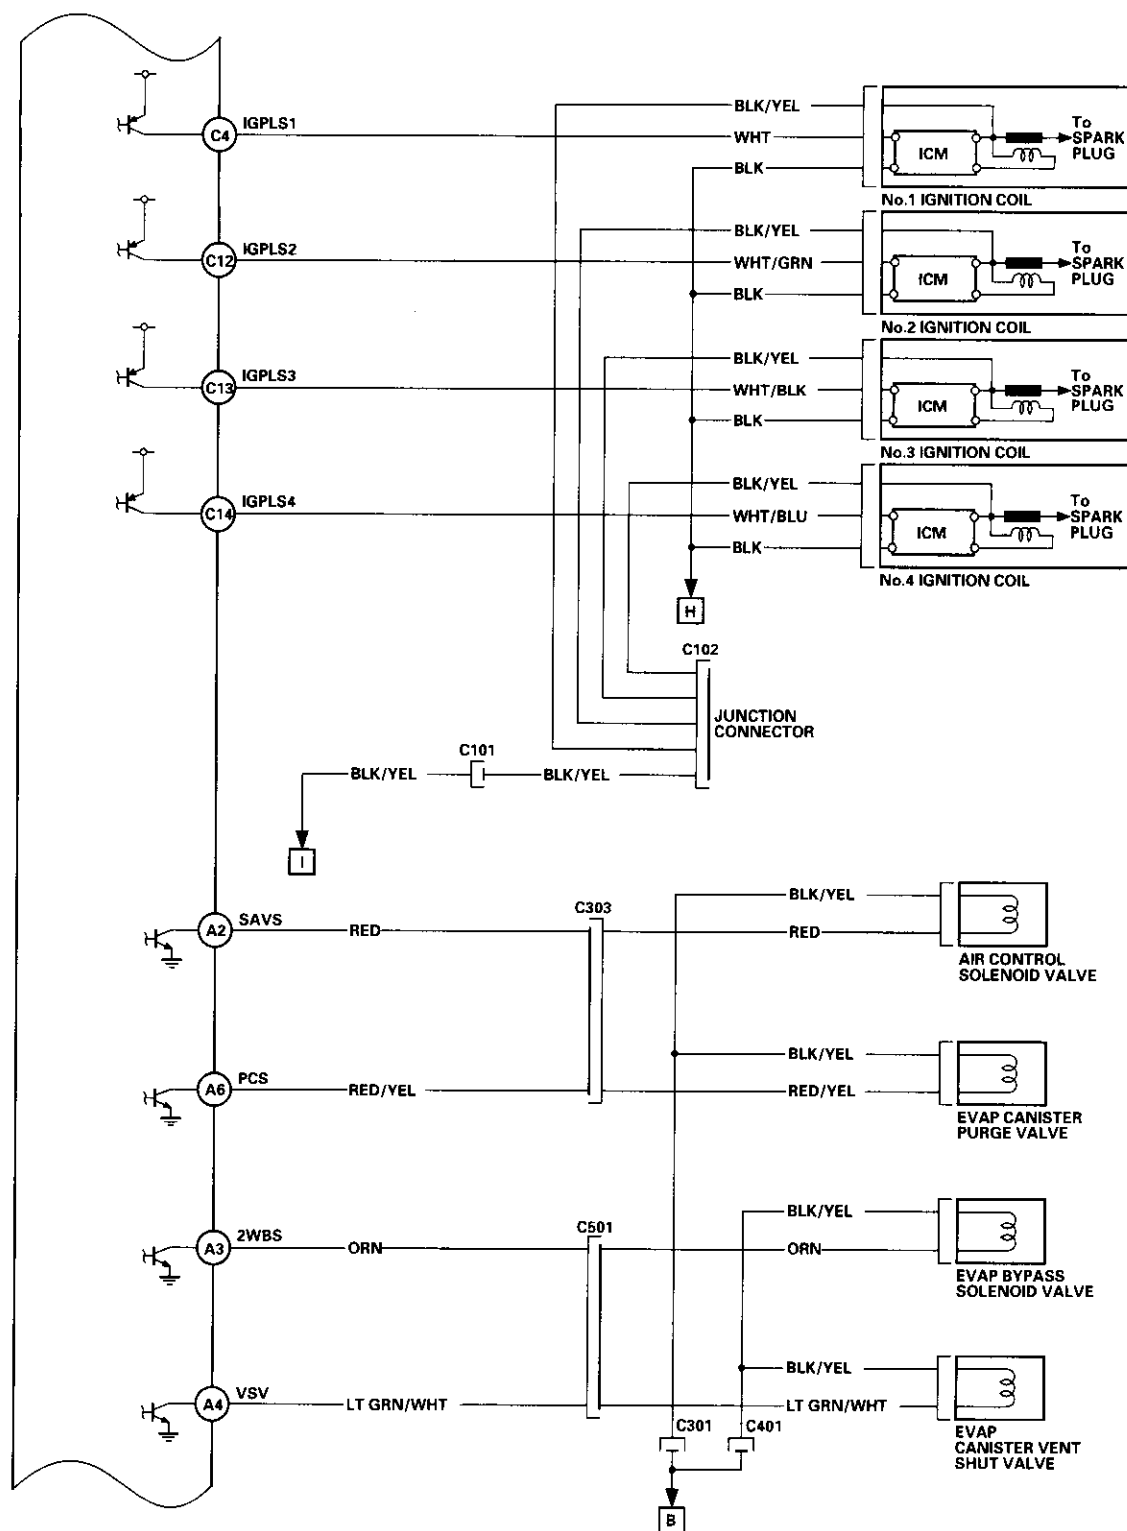 C4 IGPLS1
BLK/YEL
WHT
BLK
ICM
To
SPARK
PLUG
No.1 IGNITION COIL
C12 IGPLS2
BLK/YEL
WHT/GRN
BLK
ICM
To
SPARK
PLUG
No.2 IGNITION COIL
C13 IGPLS3
BLK/YEL
WHT/BLK
BLK
ICM
To
SPARK
PLUG
No.3 IGNITION COIL
C14 IGPLS4
BLK/YEL
WHT/BLU
BLK
ICM
To
SPARK
PLUG
No.4 IGNITION COIL
H
C102
JUNCTION
CONNECTOR
C101
BLK/YEL
BLK/YEL
I
A2 SAVS
RED
C303
BLK/YEL
RED
AIR CONTROL
SOLENOID VALVE
A6 PCS
RED/YEL
BLK/YEL
RED/YEL
EVAP CANISTER
PURGE VALVE
A3 2WBS
ORN
C501
BLK/YEL
ORN
EVAP BYPASS
SOLENOID VALVE
A4 VSV
LT GRN/WHT
BLK/YEL
LT GRN/WHT
EVAP
CANISTER VENT
SHUT VALVE
C301
C401
B